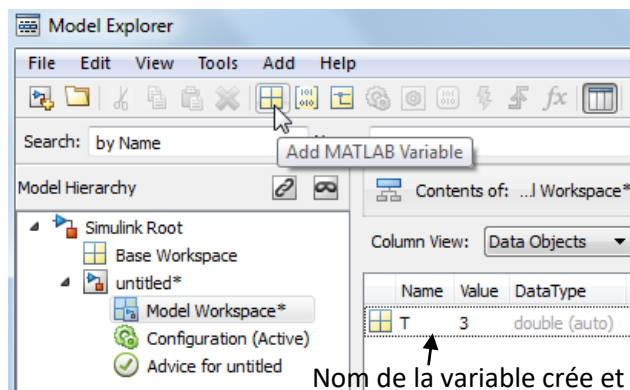 Model Explorer
File Edit View Tools Add Help
fx
Search: by Name
Add MATLAB Variable
Model Hierarchy
Contents of: ...l Workspace*
Simulink Root
Base Workspace
untitled*
Model Workspace*
Configuration (Active)
Advice for untitled
Column View: Data Objects
Name Value DataType
T 3 double (auto)
Nom de la variable crée et